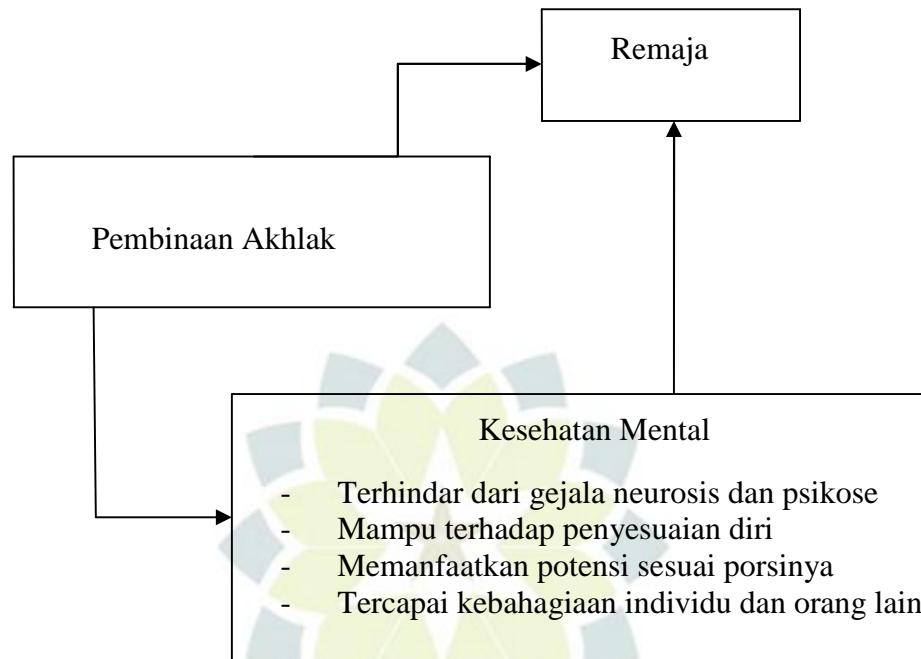 Remaja
Pembinaan Akhlak
Kesehatan Mental
- Terhindar dari gejala neurosis dan psikose
- Mampu terhadap penyesuaian diri
- Memanfaatkan potensi sesuai porsinya
- Tercapai kebahagiaan individu dan orang lain